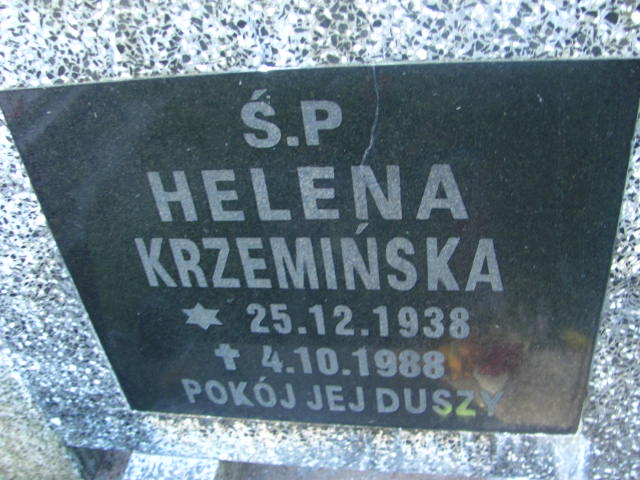 Ś.P
HELENA
KRZEMIŃSKA
★ 25.12.1938
✝ 4.10.1988
POKÓJ JEJ DUSZY